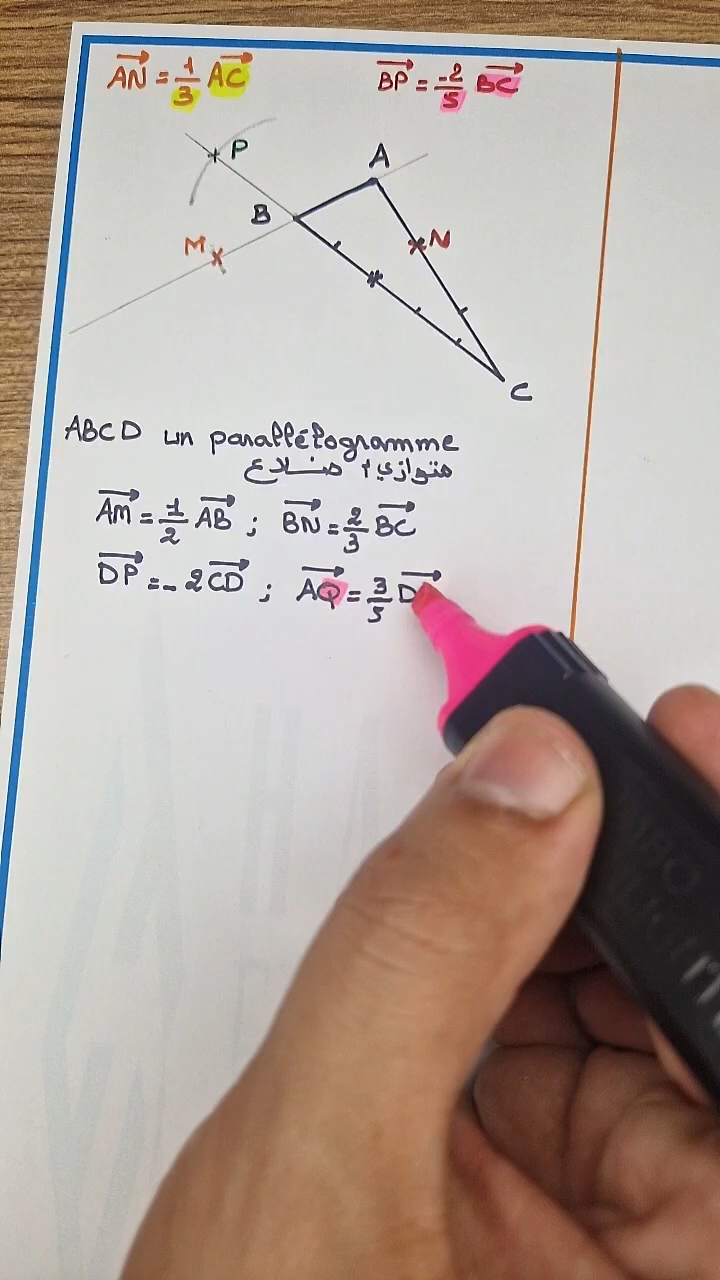 AN = 1/3 AC BP = -2/5 BC
P
A
B
N
M
C
ABCD un parallélogramme
متوازي أضلاع
AM = 1/2 AB ; BN = 2/3 BC
DP = - 2CD ; AQ = 3/5 D